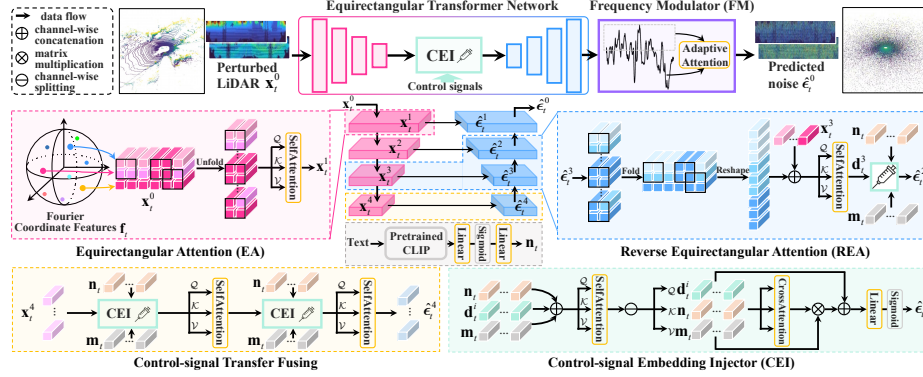 data flow
channel-wise
concatenation
matrix
multiplication
channel-wise
splitting
Perturbed
LiDAR x_t^0
Equirectangular Transformer Network
CEI
Control signals
Frequency Modulator (FM)
Adaptive
Attention
Predicted
noise ϵ̂_t^0
x_t^0
x_t^1
x_t^2
x_t^3
x_t^4
ϵ̂_t^0
ϵ̂_t^1
ϵ̂_t^2
ϵ̂_t^3
ϵ̂_t^4
Fourier
Coordinate Features f_t
x_t^0
Unfold
Q
K
V
SelfAttention
x_t^1
Equirectangular Attention (EA)
Text
Pretrained
CLIP
Linear
Sigmoid
Linear
n_t
ϵ̂_t^3
Fold
Reshape
x_t^3
Q
K
V
SelfAttention
n_t
d_t^3
m_t
Reverse Equirectangular Attention (REA)
x_t^4
n_t
CEI
m_t
Q
K
V
SelfAttention
n_t
CEI
m_t
Q
K
V
SelfAttention
ϵ̂_t^4
Control-signal Transfer Fusing
n_t
d_t^i
m_t
SelfAttention
Q
K
V
d^i
n_t
m_t
CrossAttention
Linear
Sigmoid
Control-signal Embedding Injector (CEI)